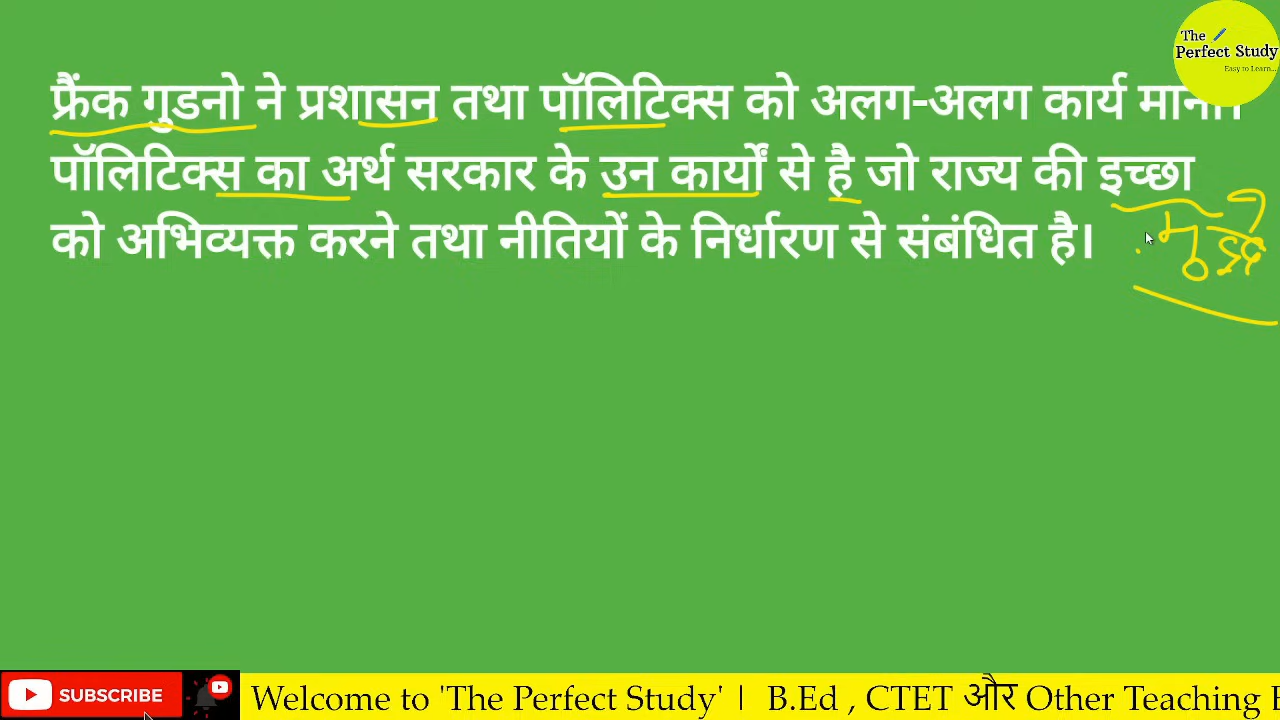 The
Perfect Study
Easy to Learn...
फ्रैंक गुडनो ने प्रशासन तथा पॉलिटिक्स को अलग-अलग कार्य माना।
पॉलिटिक्स का अर्थ सरकार के उन कार्यों से है जो राज्य की इच्छा
को अभिव्यक्त करने तथा नीतियों के निर्धारण से संबंधित है।
SUBSCRIBE
Welcome to 'The Perfect Study' | B.Ed , CTET और Other Teaching